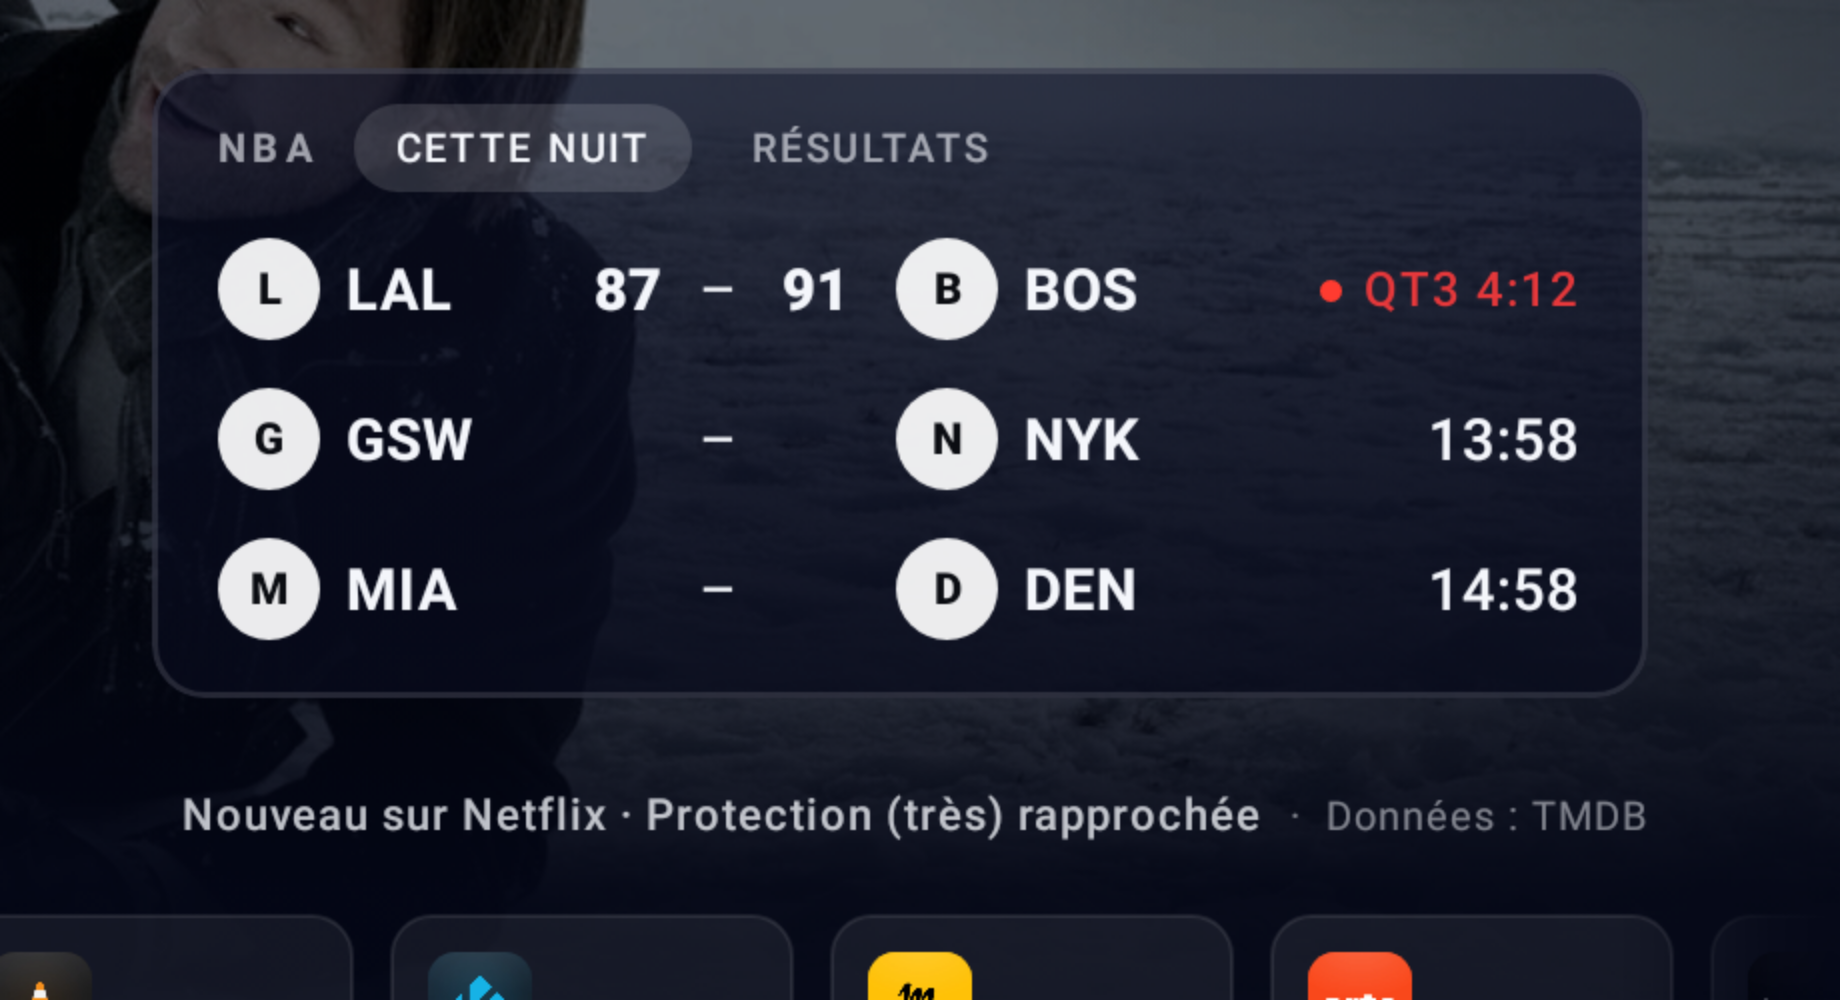 NBA CETTE NUIT RÉSULTATS
L LAL 87 – 91 B BOS ● QT3 4:12
G GSW – N NYK 13:58
M MIA – D DEN 14:58
Nouveau sur Netflix · Protection (très) rapprochée · Données : TMDB